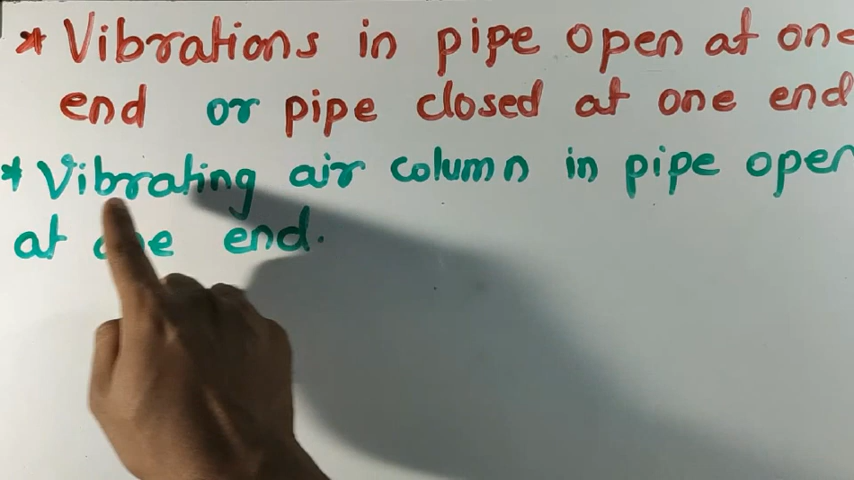 * Vibrations in pipe open at one
end or pipe closed at one end
* Vibrating air column in pipe open
at one end.